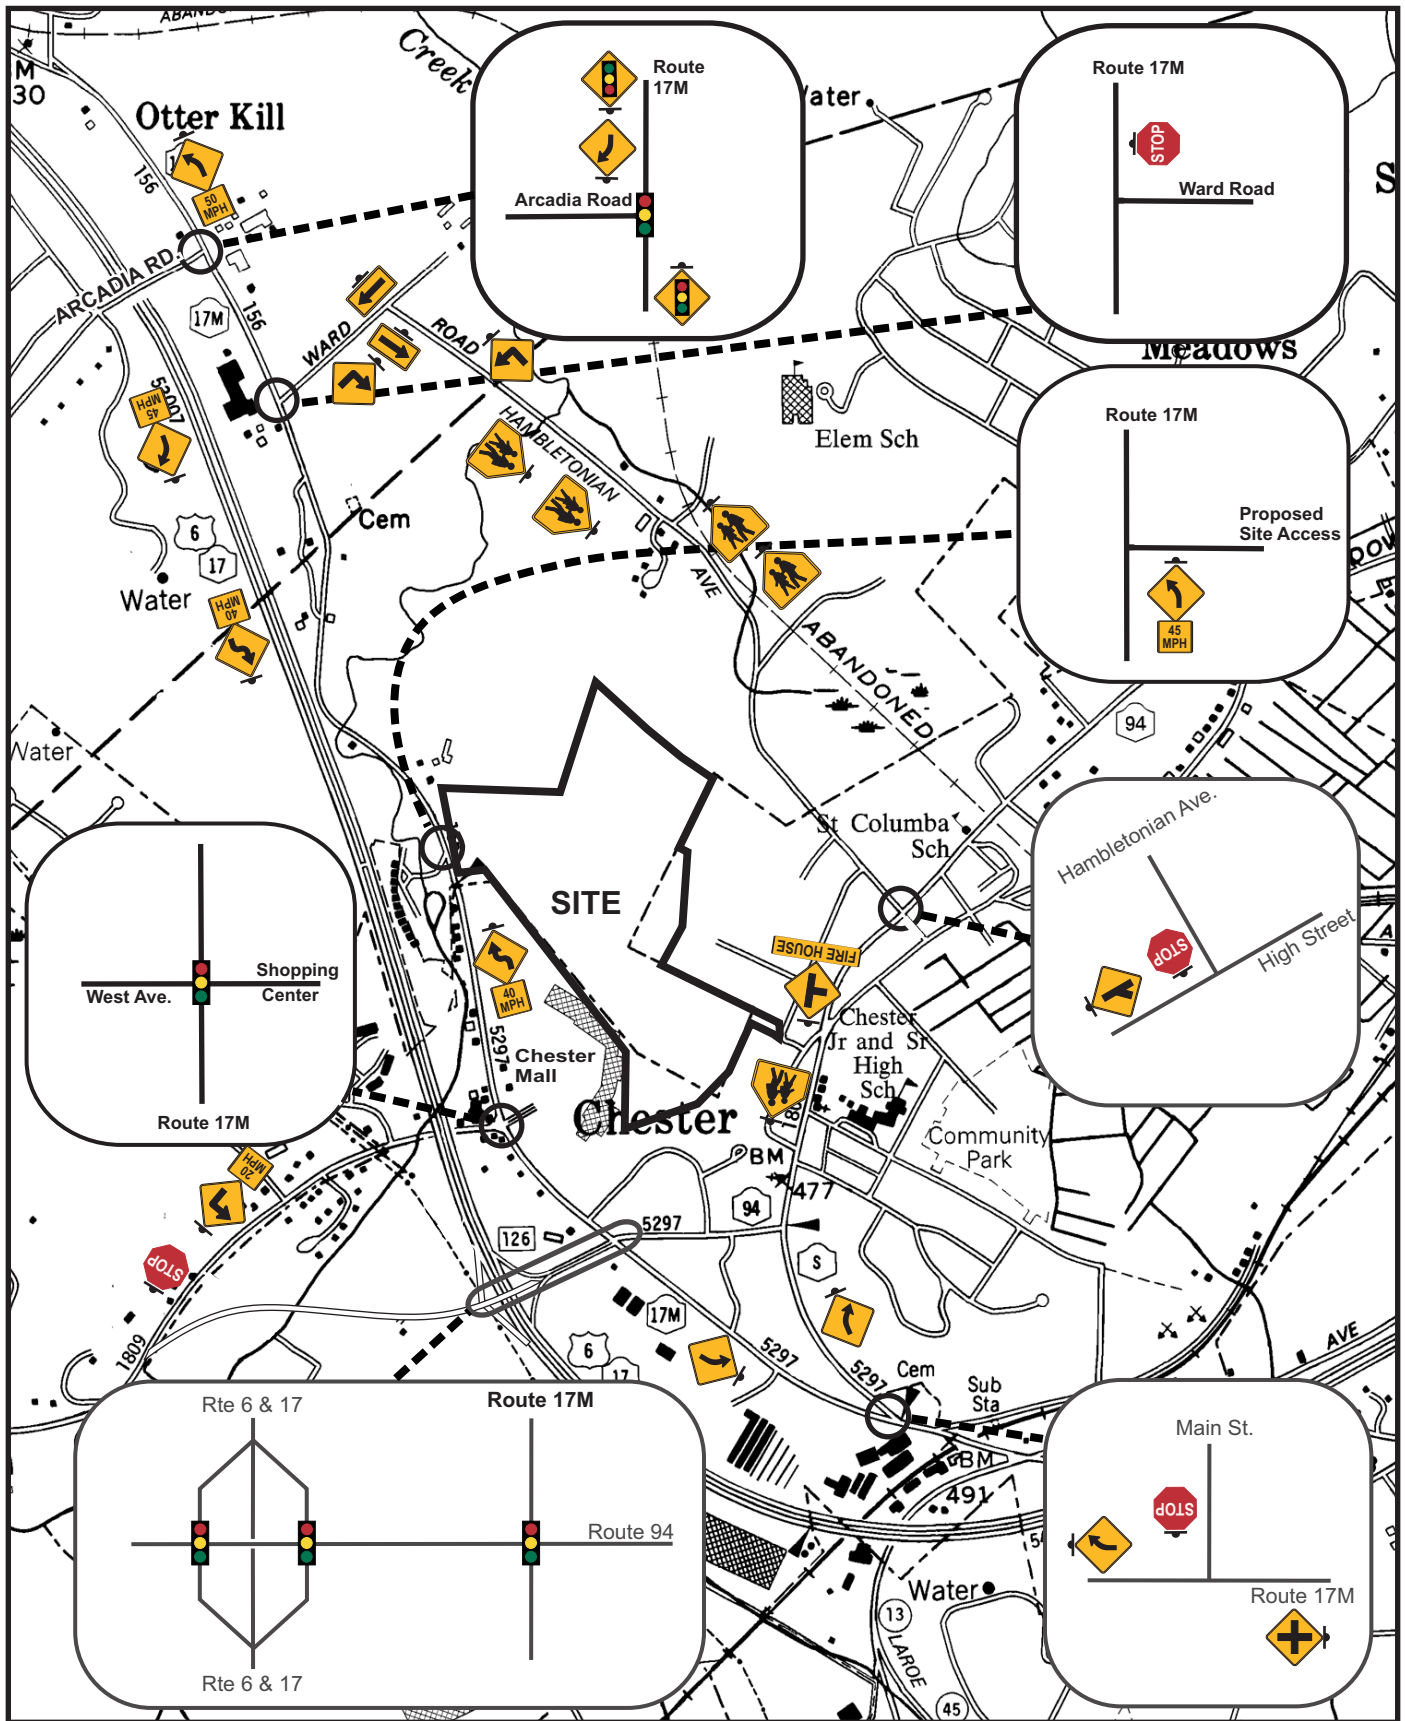 ABANDO
M
30
Creek
Otter Kill
156
50
MPH
ARCADIA RD.
17M
156
WARD
ROAD
Route
17M
Arcadia Road
Water
Route 17M
STOP
Ward Road
S
Meadows
Elem Sch
HAMBLETONIAN
AVE
45
MPH
Cem
6
17
Water
40
MPH
Route 17M
Proposed
Site Access
45
MPH
DOW
ABANDONED
94
Water
St Columba
Sch
SITE
Hambletonian Ave.
STOP
High Street
A
FIRE HOUSE
West Ave.
Shopping
Center
Route 17M
40
MPH
5297
Chester
Mall
Chester
Jr and Sr
High
Sch
Chester
Community
Park
BM
477
20
MPH
STOP
94
126
5297
S
17M
6
17
1809
5297
5297
Cem
Sub
Sta
AVE
BM
491
Rte 6 & 17
Route 17M
Route 94
Rte 6 & 17
Main St.
STOP
Route 17M
Water
13
LAROE
45